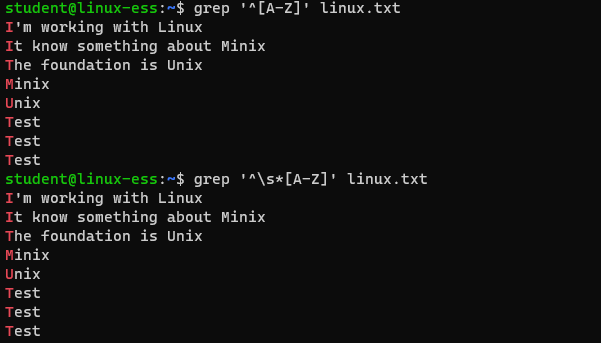 student@linux-ess:~$ grep '^[A-Z]' linux.txt
I'm working with Linux
It know something about Minix
The foundation is Unix
Minix
Unix
Test
Test
Test
student@linux-ess:~$ grep '^\s*[A-Z]' linux.txt
I'm working with Linux
It know something about Minix
The foundation is Unix
Minix
Unix
Test
Test
Test